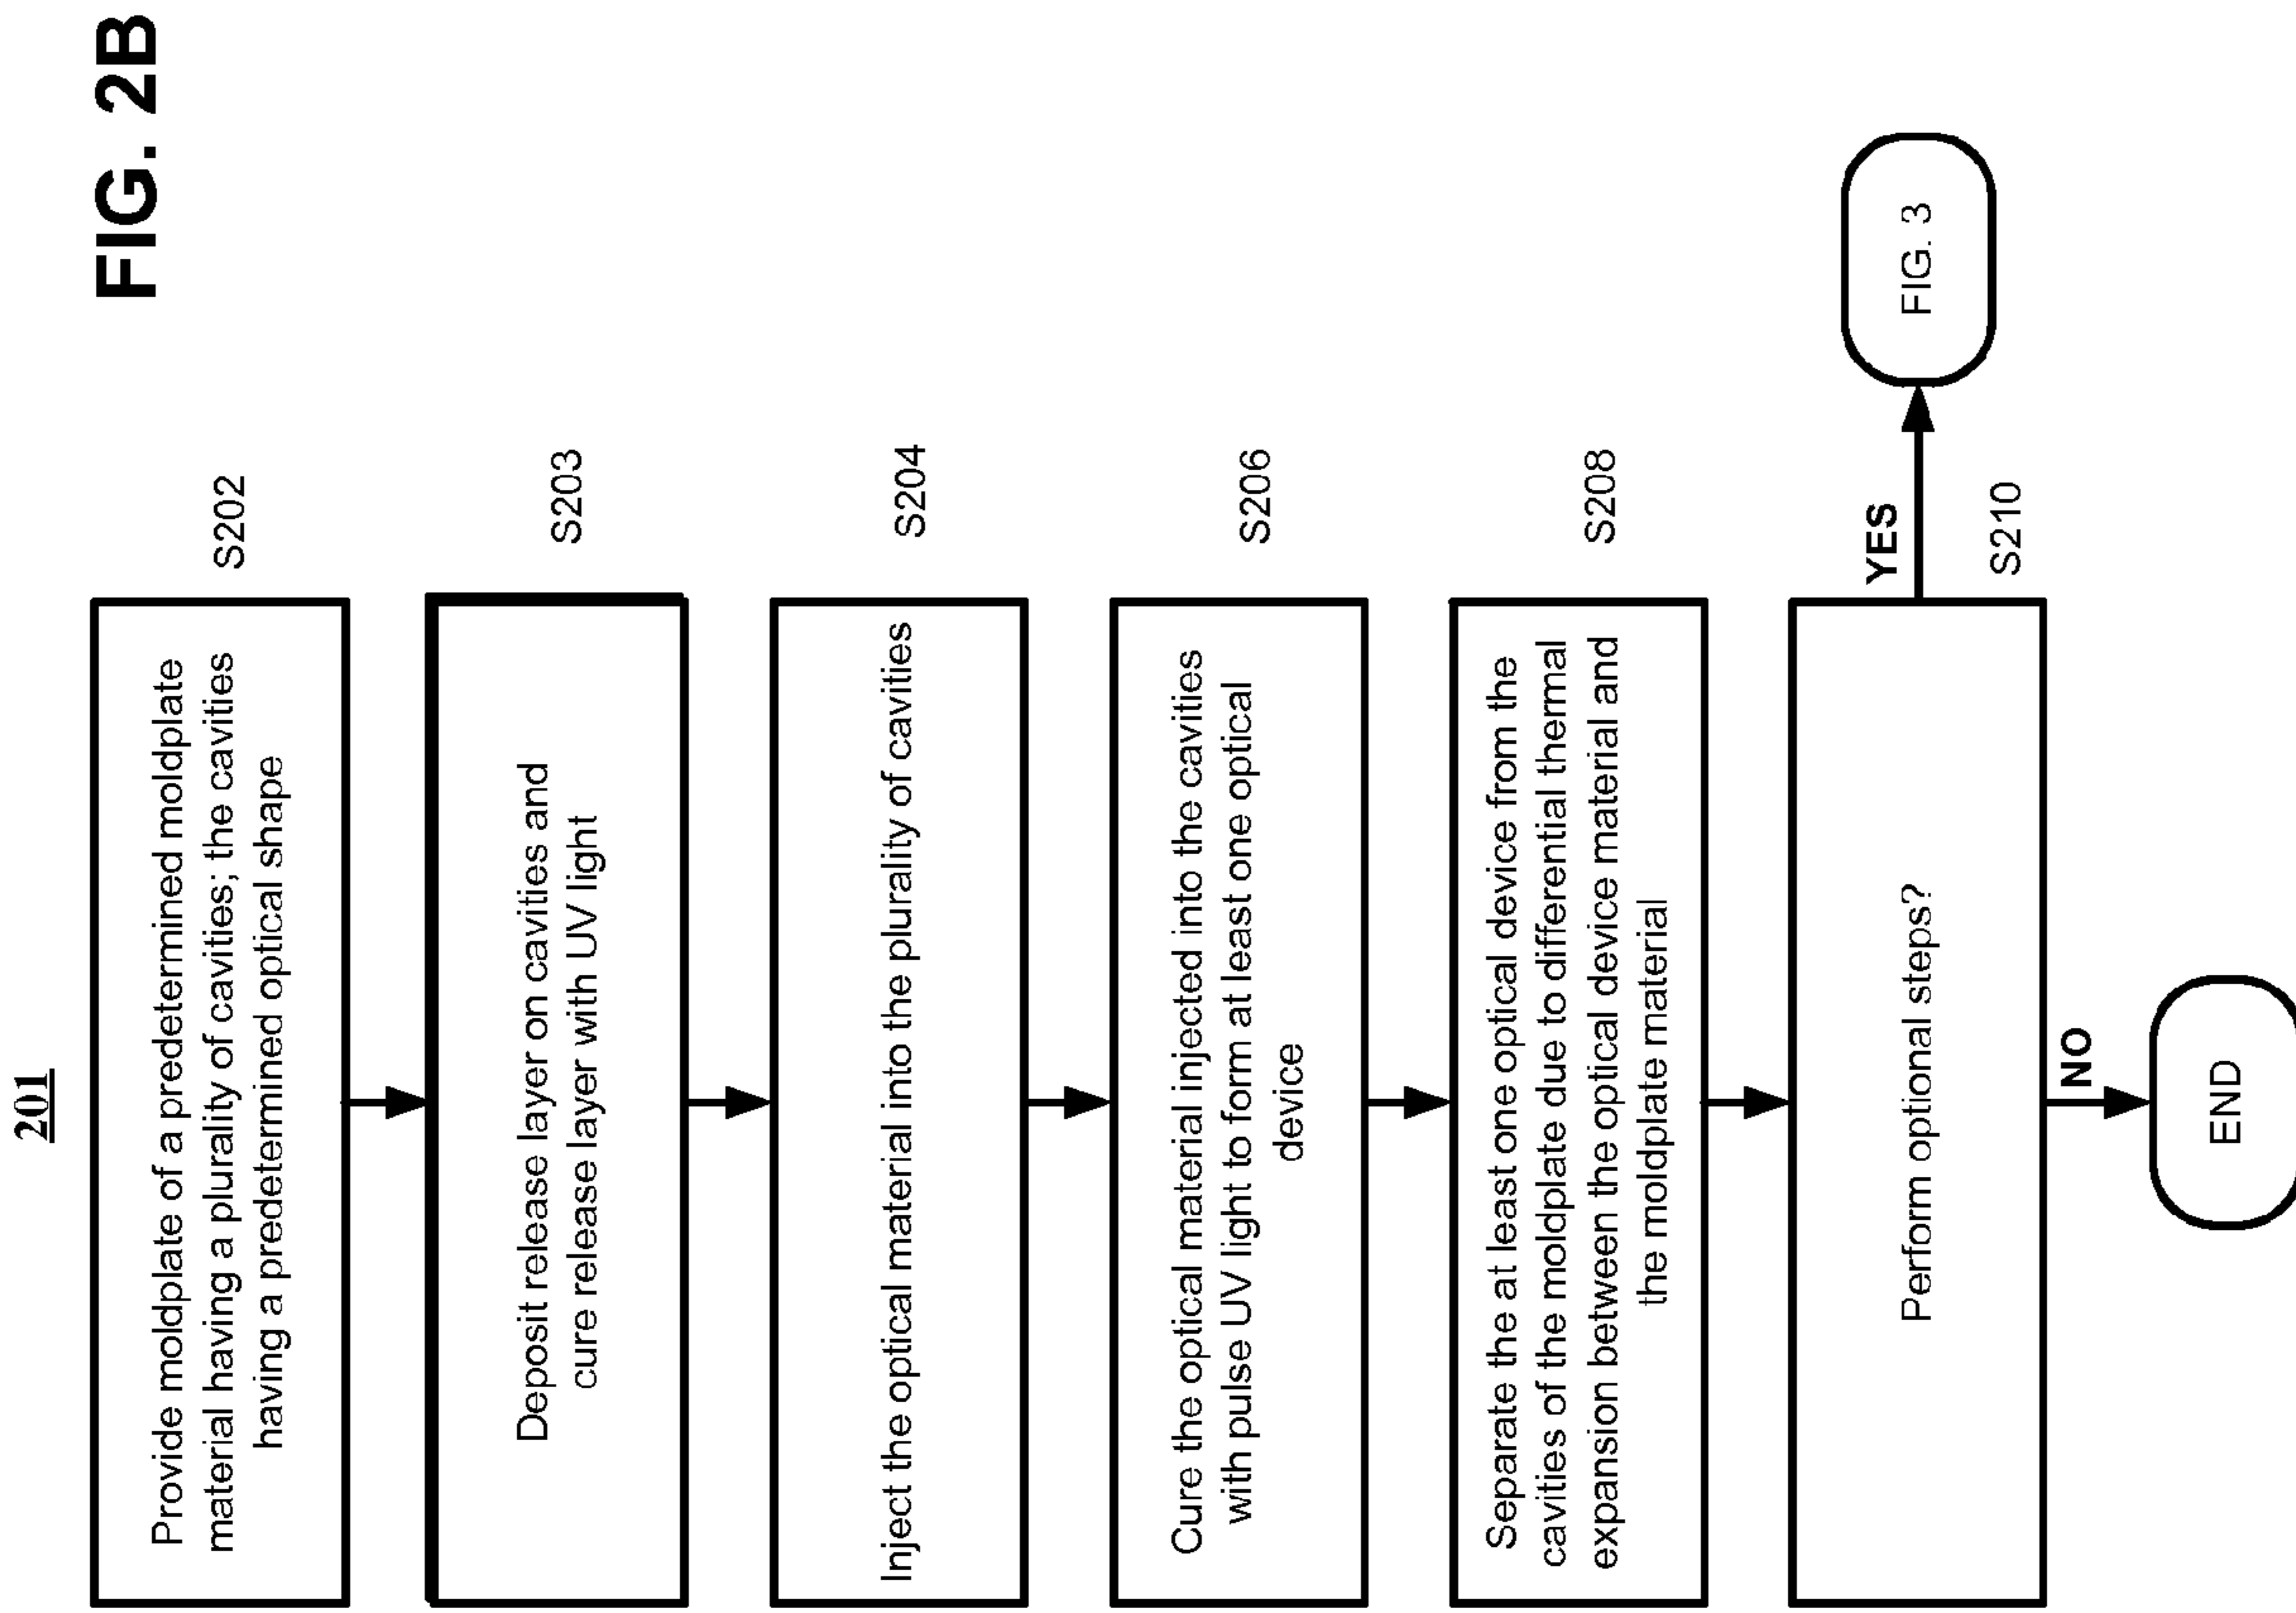 FIG. 2B
201
Provide moldplate of a predetermined moldplate
material having a plurality of cavities; the cavities
having a predetermined optical shape
S202
Deposit release layer on cavities and
cure release layer with UV light
S203
Inject the optical material into the plurality of cavities
S204
Cure the optical material injected into the cavities
with pulse UV light to form at least one optical
device
S206
Separate the at least one optical device from the
cavities of the moldplate due to differential thermal
expansion between the optical device material and
the moldplate material
S208
Perform optional steps?
YES
S210
FIG. 3
NO
END